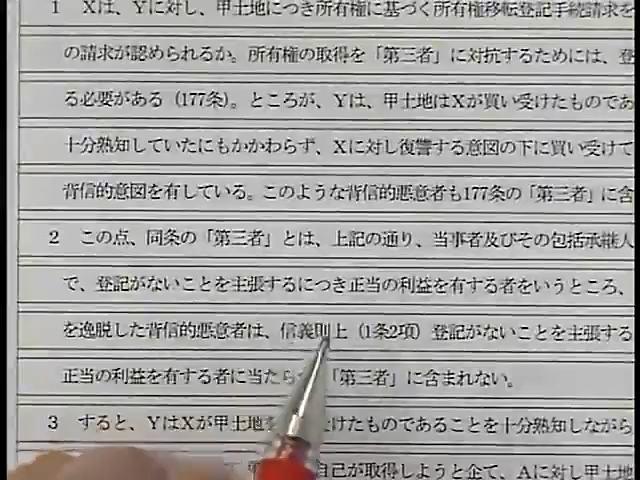 1 Xは、Yに対し、甲土地につき所有権に基づく所有権移転登記手続請求を
の請求が認められるか。所有権の取得を「第三者」に対抗するためには、登
る必要がある（177条）。ところが、Yは、甲土地はXが買い受けたものであ
十分熟知していたにもかかわらず、Xに対し復讐する意図の下に買い受けて
背信的意図を有している。このような背信的悪意者も177条の「第三者」に含
2 この点、同条の「第三者」とは、上記の通り、当事者及びその包括承継人
で、登記がないことを主張するにつき正当の利益を有する者をいうところ、
を逸脱した背信的悪意者は、信義則上（1条2項）登記がないことを主張する
正当の利益を有する者に当たら 「第三者」に含まれない。
3 すると、YはXが甲土地を 受けたものであることを十分熟知しながら
自己が取得しようと企て、Aに対し甲土地